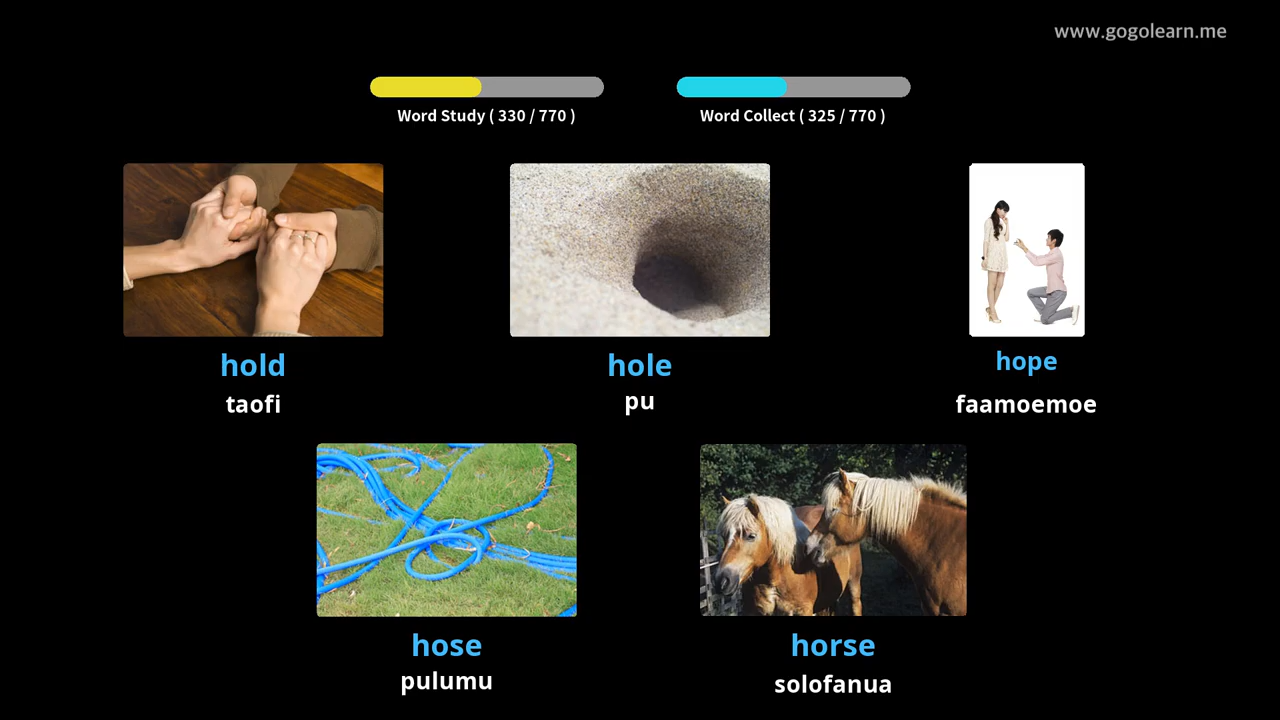 www.gogolearn.me
Word Study ( 330 / 770 )
Word Collect ( 325 / 770 )
hold
taofi
hole
pu
hope
faamoemoe
hose
pulumu
horse
solofanua